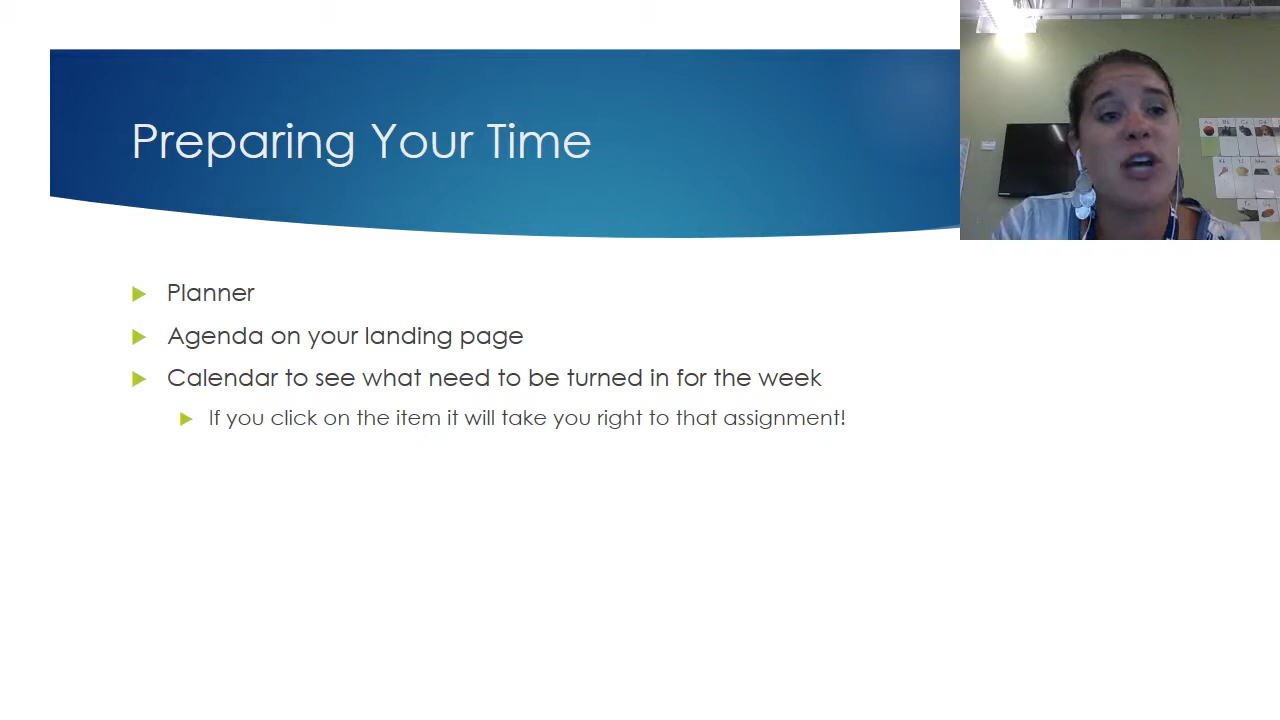 Preparing Your Time
Planner
Agenda on your landing page
Calendar to see what need to be turned in for the week
If you click on the item it will take you right to that assignment!